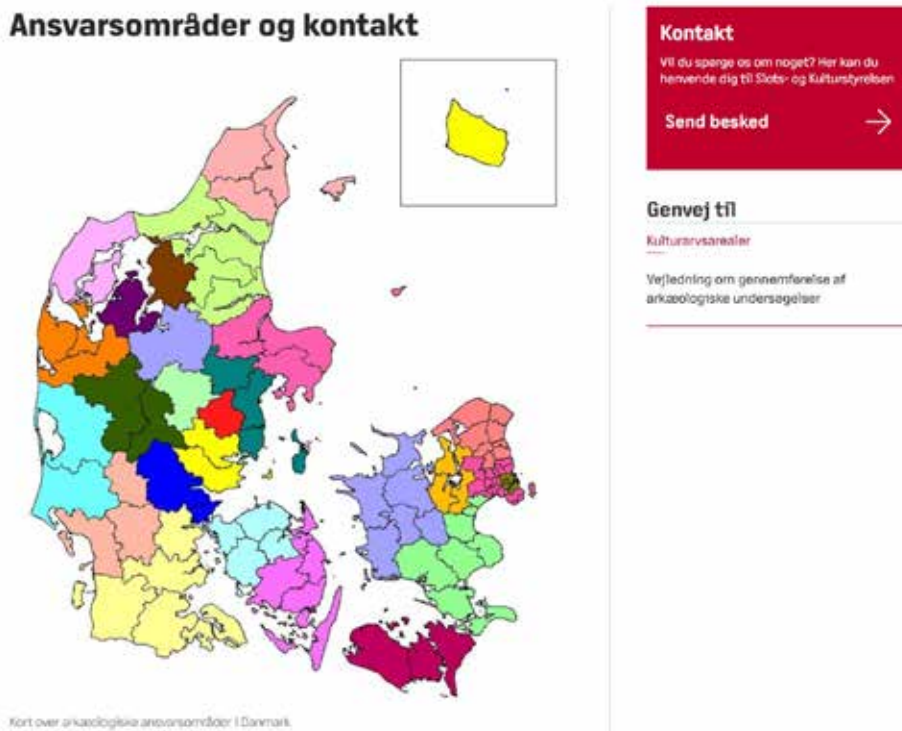 Ansvarsområder og kontakt
Kort over arkæologiske ansvarsområder i Danmark
Kontakt
Vil du spørge os om noget? Her kan du
henvende dig til Slots- og Kulturstyrelsen
Send besked
Genvej til
Kulturarvsarealer
Vejledning om gennemførelse af
arkæologiske undersøgelser